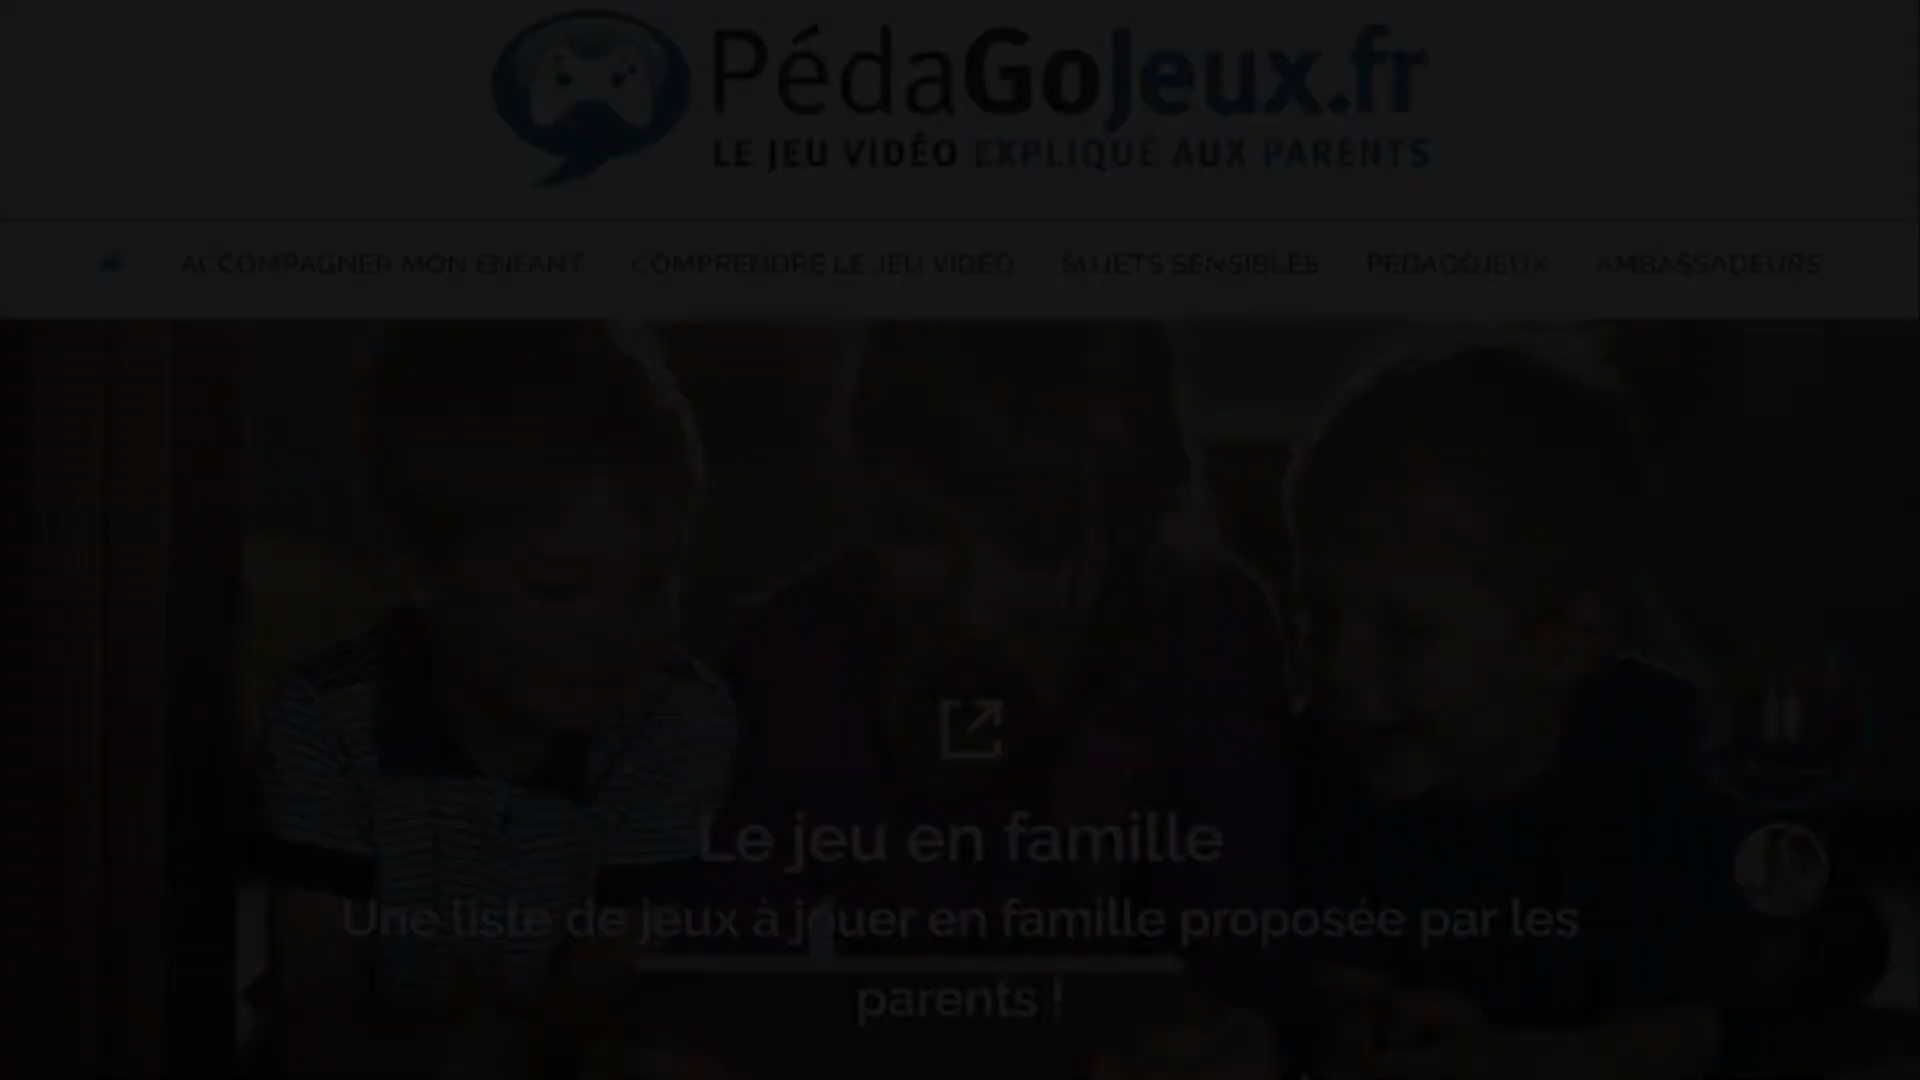 PédaGoJeux.fr
LE JEU VIDÉO EXPLIQUÉ AUX PARENTS
ACCOMPAGNER MON ENFANT COMPRENDRE LE JEU VIDÉO SUJETS SENSIBLES PÉDAGOJEUX AMBASSADEURS
Le jeu en famille
Une liste de jeux à jouer en famille proposée par les
parents !